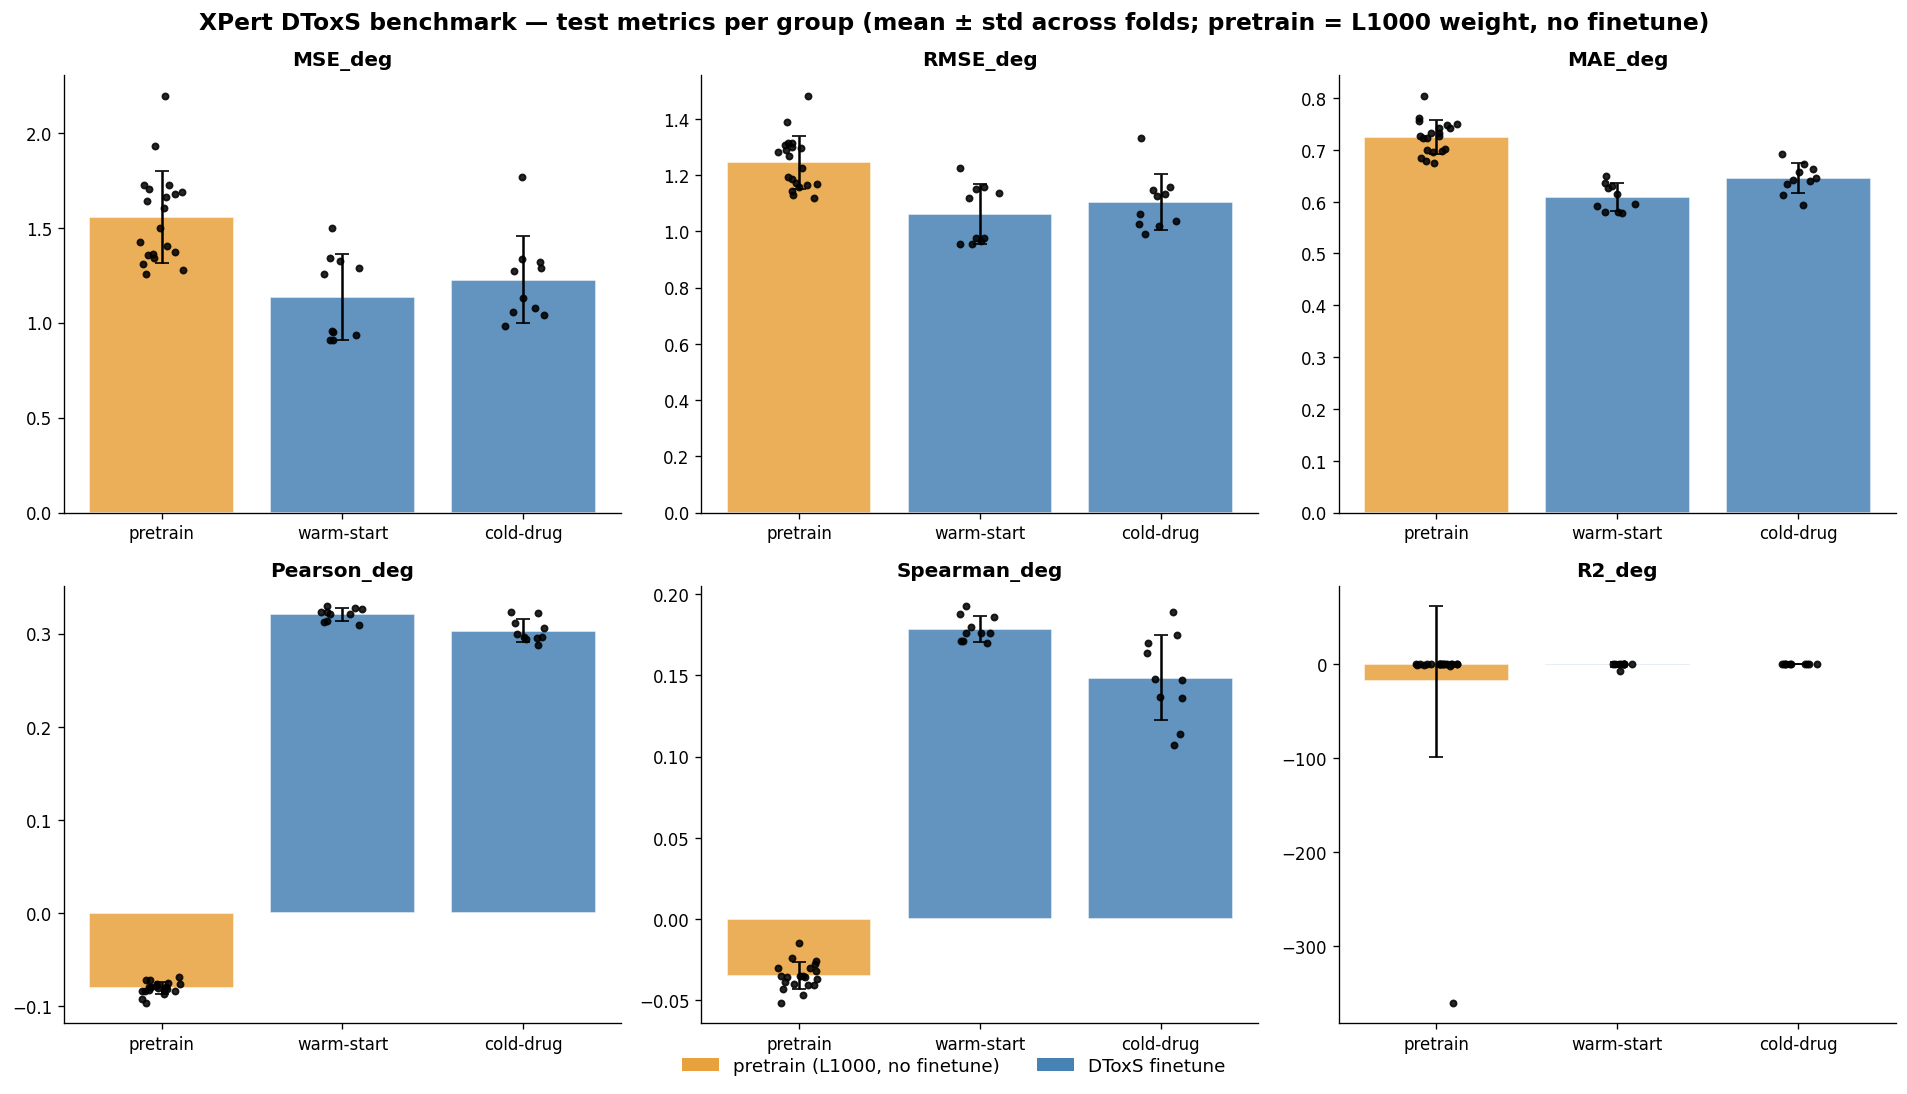 XPert DToxS benchmark — test metrics per group (mean ± std across folds; pretrain = L1000 weight, no finetune)
MSE_deg
RMSE_deg
MAE_deg
2.0
1.5
1.0
0.5
0.0
pretrain
warm-start
cold-drug
1.4
1.2
1.0
0.8
0.6
0.4
0.2
0.0
pretrain
warm-start
cold-drug
0.8
0.7
0.6
0.5
0.4
0.3
0.2
0.1
0.0
pretrain
warm-start
cold-drug
Pearson_deg
Spearman_deg
R2_deg
0.3
0.2
0.1
0.0
−0.1
pretrain
warm-start
cold-drug
0.20
0.15
0.10
0.05
0.00
−0.05
pretrain
warm-start
cold-drug
0
−100
−200
−300
pretrain
warm-start
cold-drug
pretrain (L1000, no finetune)
DToxS finetune